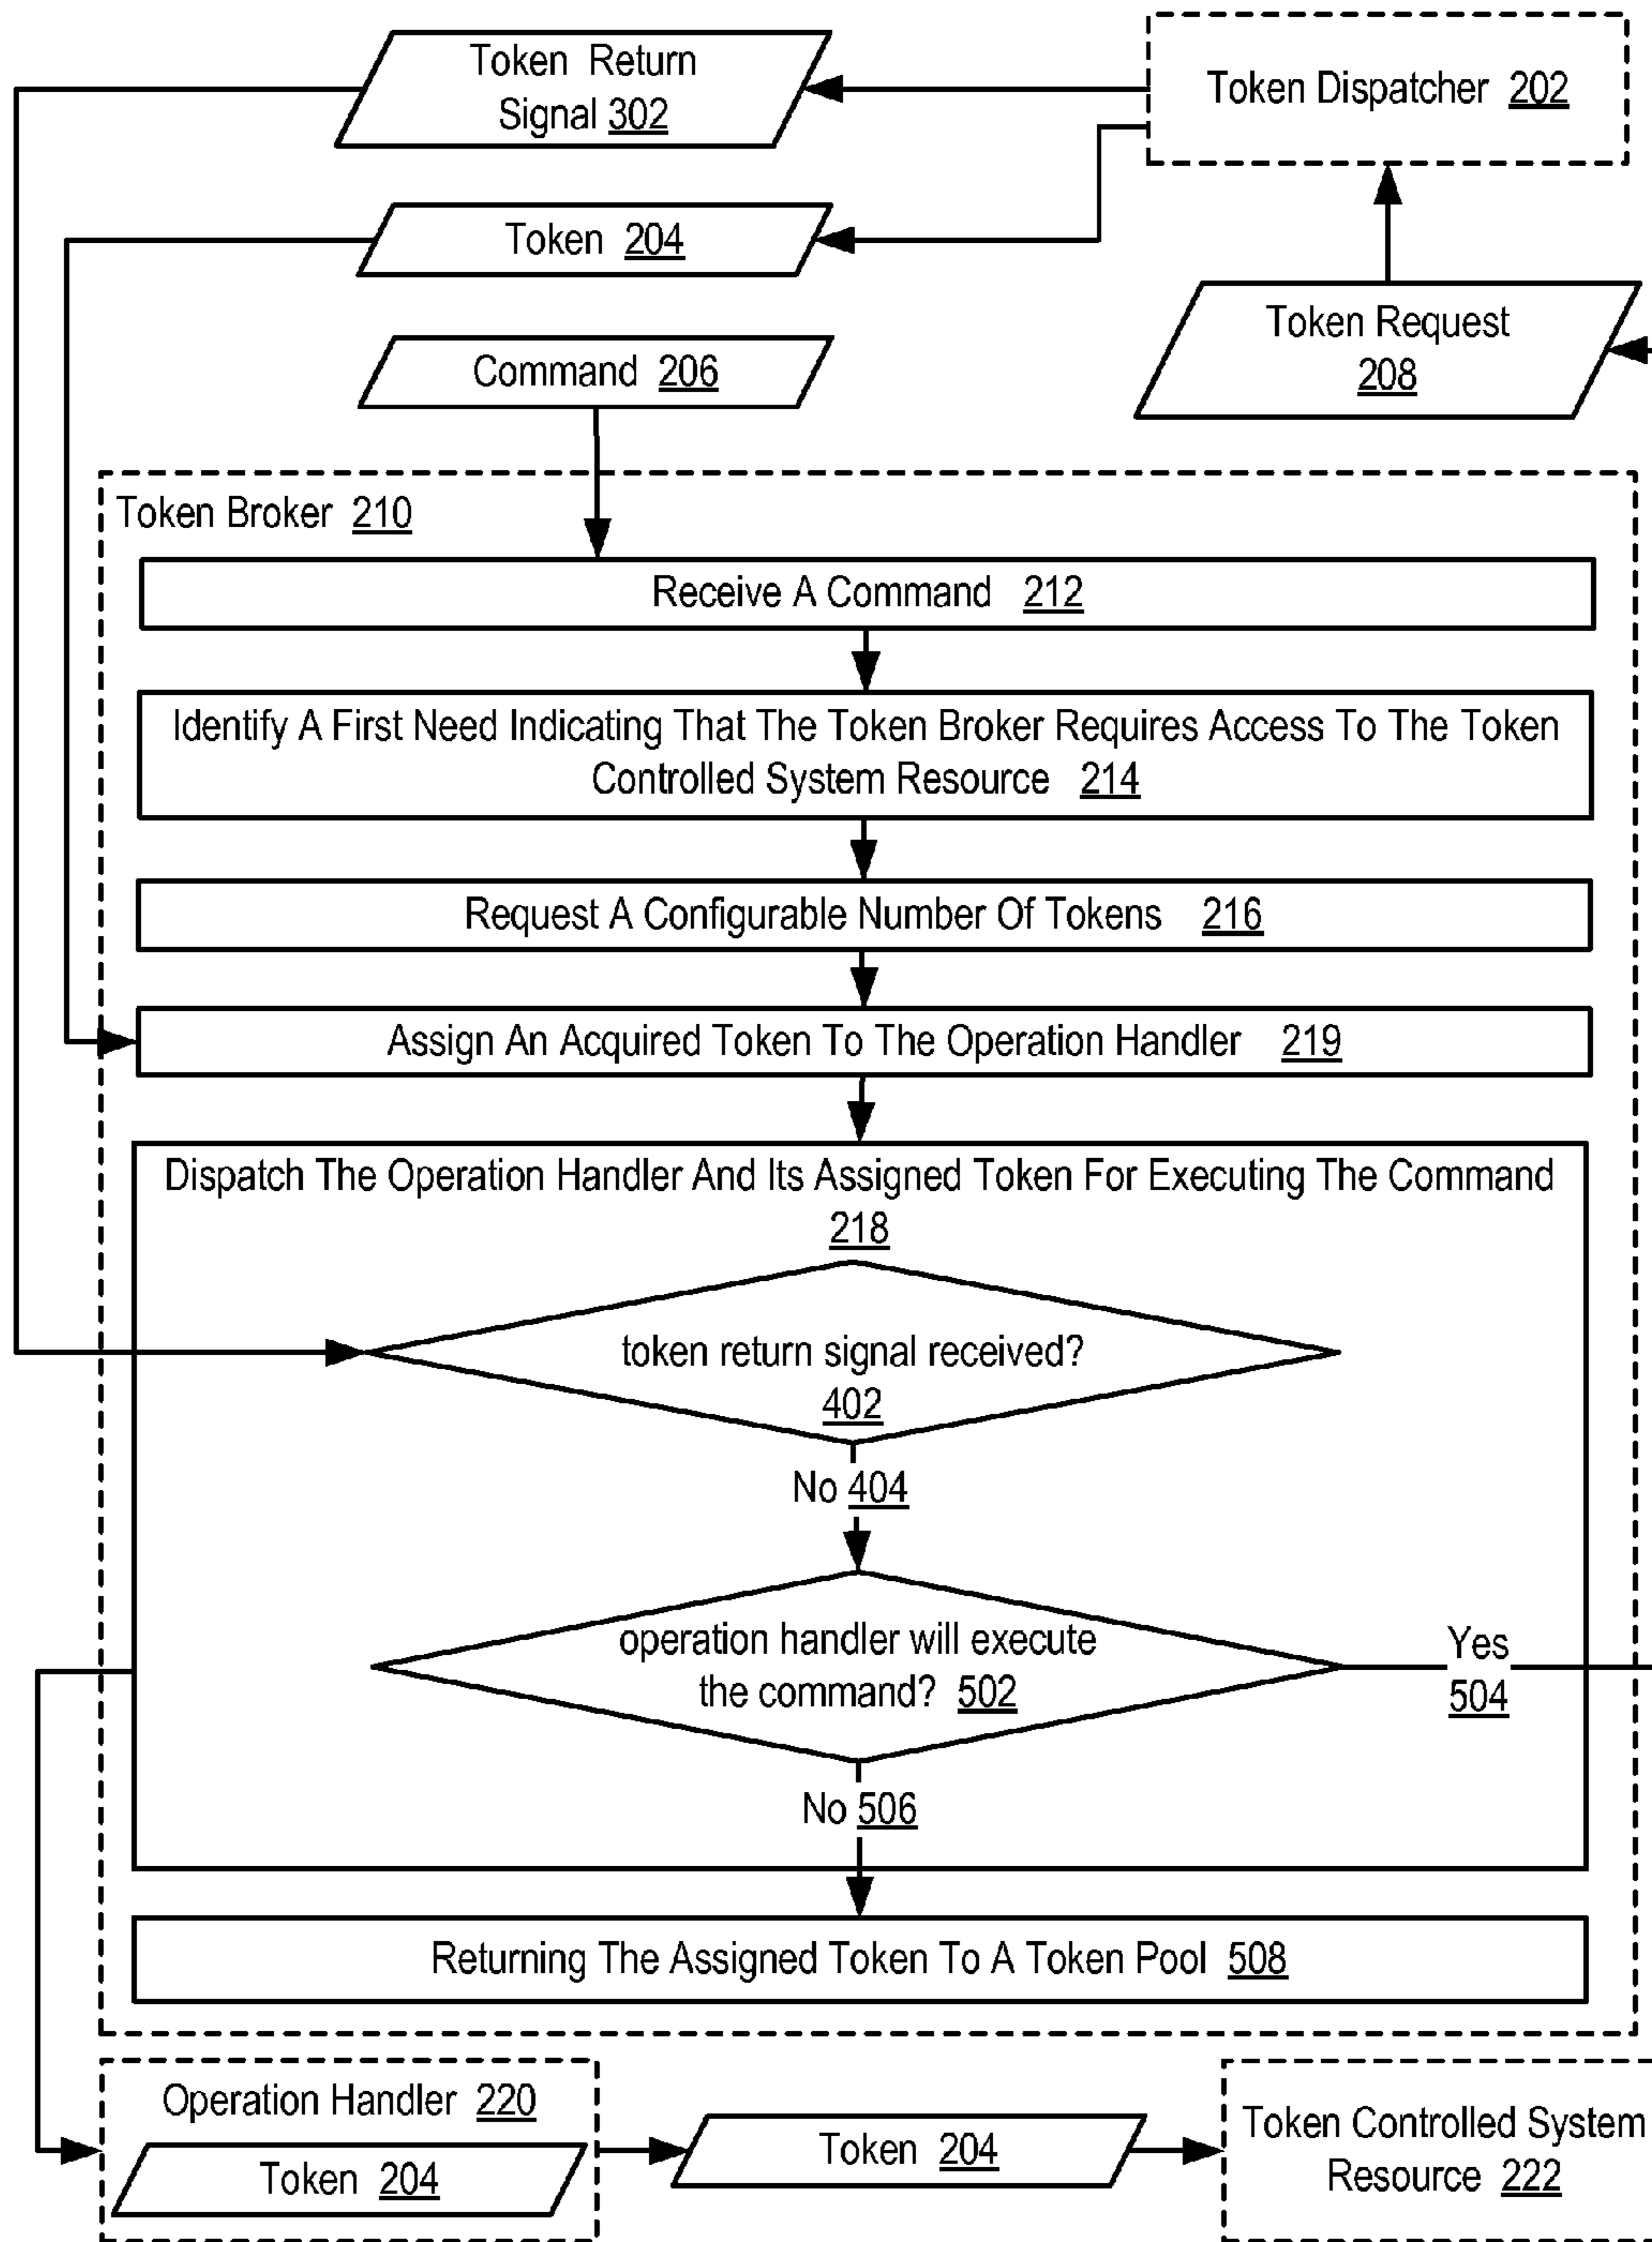 Token Return
Signal 302
Token Dispatcher 202
Token 204
Token Request
208
Command 206
Token Broker 210
Receive A Command 212
Identify A First Need Indicating That The Token Broker Requires Access To The Token
Controlled System Resource 214
Request A Configurable Number Of Tokens 216
Assign An Acquired Token To The Operation Handler 219
Dispatch The Operation Handler And Its Assigned Token For Executing The Command
218
token return signal received?
402
No 404
operation handler will execute
the command? 502
Yes
504
No 506
Returning The Assigned Token To A Token Pool 508
Operation Handler 220
Token 204
Token 204
Token Controlled System
Resource 222